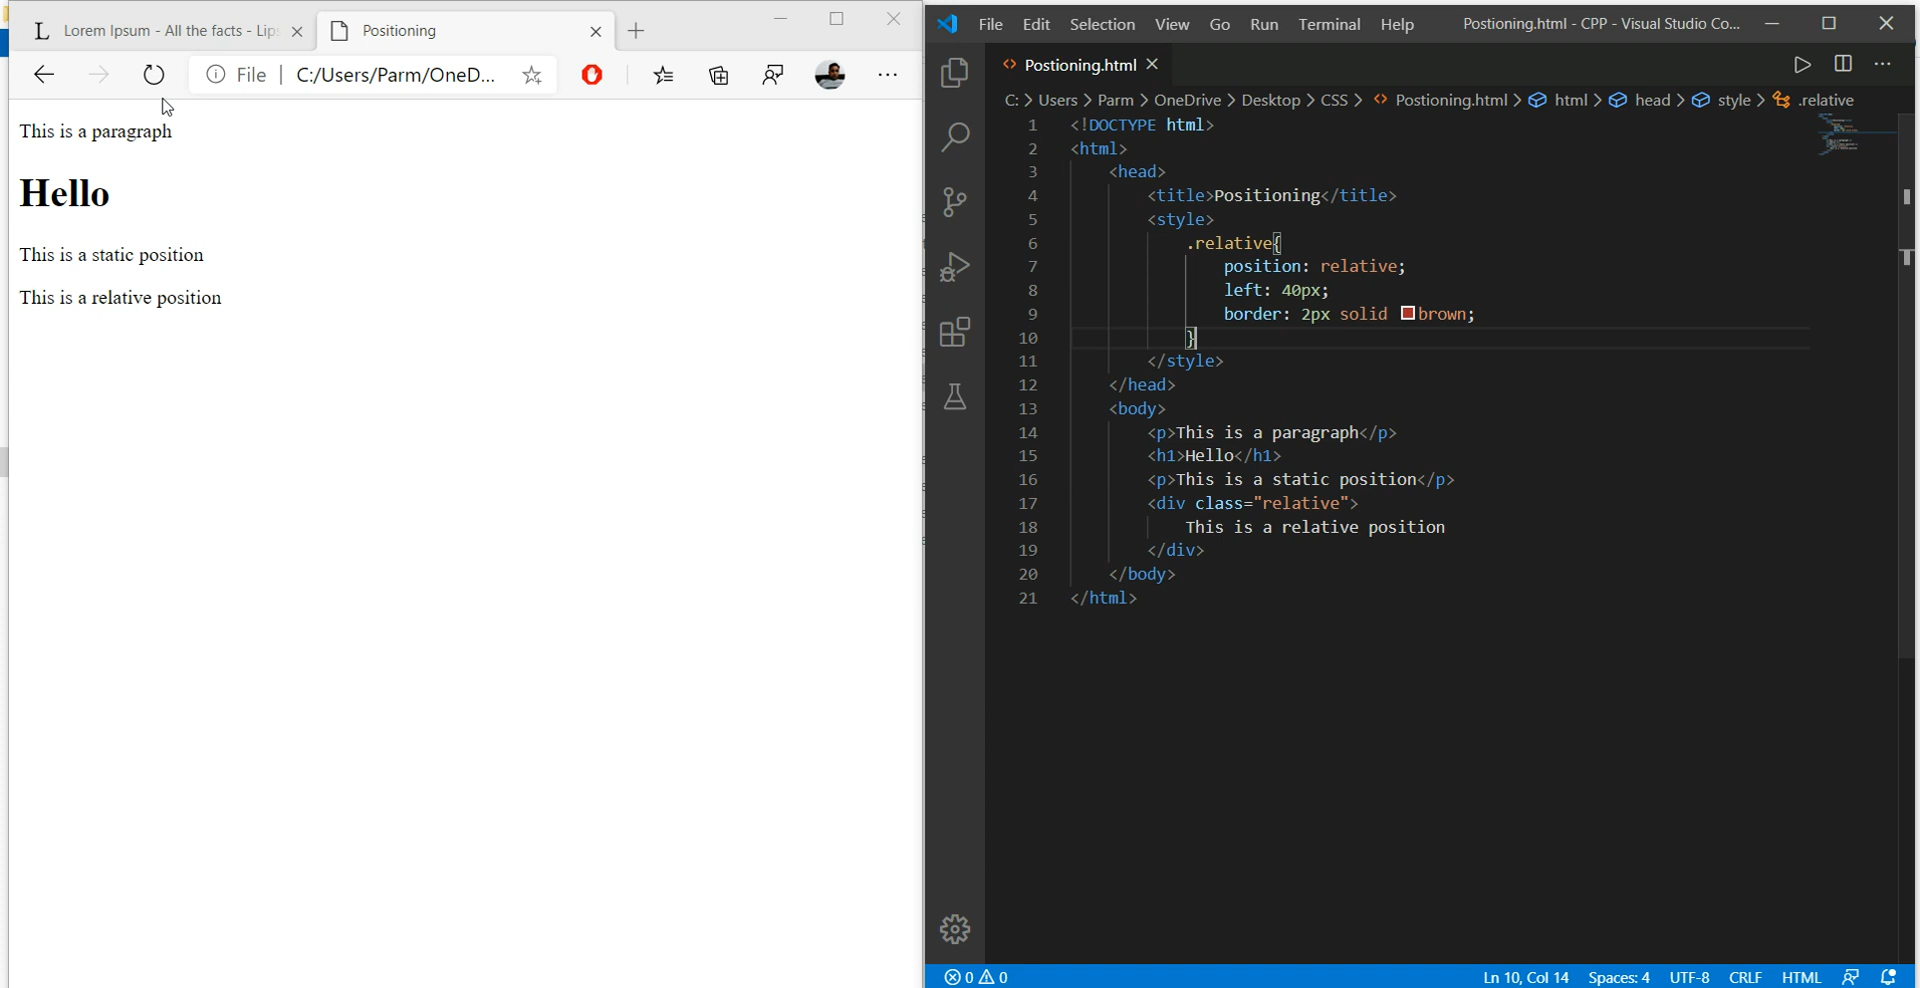 Lorem Ipsum - All the facts - Lip
Positioning
File
C:/Users/Parm/OneD...
This is a paragraph
Hello
This is a static position
This is a relative position
File Edit Selection View Go Run Terminal Help
Postioning.html - CPP - Visual Studio Co...
Postioning.html
C: > Users > Parm > OneDrive > Desktop > CSS > Postioning.html > html > head > style > .relative
1 <!DOCTYPE html>
2 <html>
3 <head>
4 <title>Positioning</title>
5 <style>
6 .relative{
7 position: relative;
8 left: 40px;
9 border: 2px solid brown;
10 }
11 </style>
12 </head>
13 <body>
14 <p>This is a paragraph</p>
15 <h1>Hello</h1>
16 <p>This is a static position</p>
17 <div class="relative">
18 This is a relative position
19 </div>
20 </body>
21 </html>
0 0
Ln 10, Col 14 Spaces: 4 UTF-8 CRLF HTML